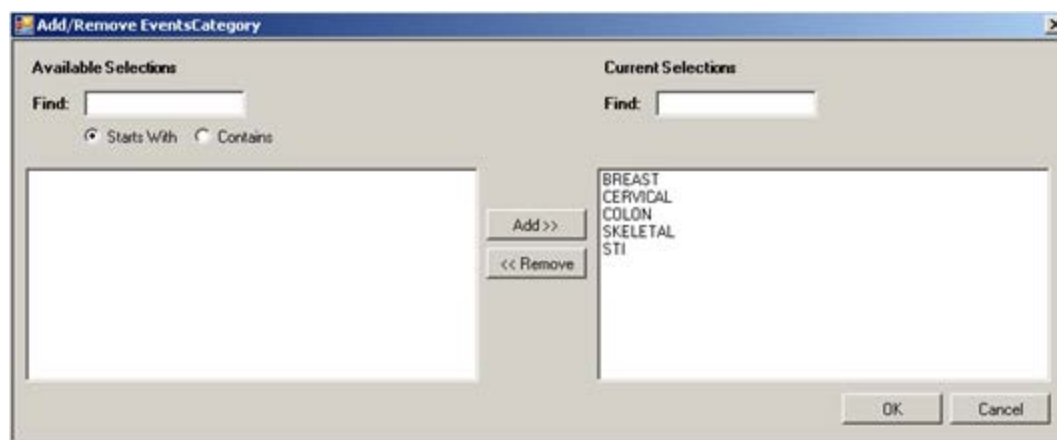 Add/Remove EventsCategory
Available Selections
Current Selections
Find:
Find:
Starts With
Contains
BREAST
CERVICAL
COLON
SKELETAL
STI
Add >>
<< Remove
OK
Cancel